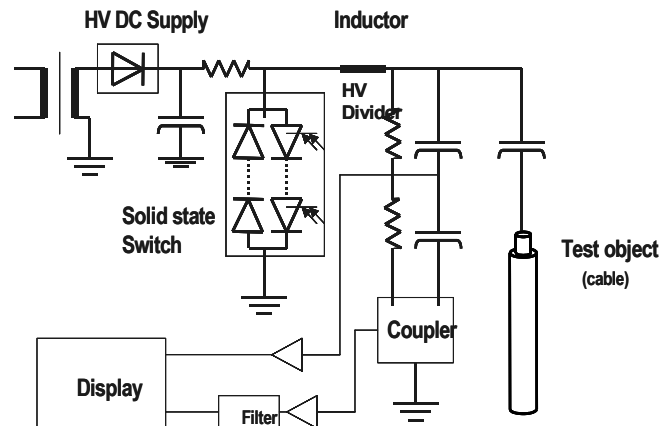 HV DC Supply
Inductor
HV
Divider
Solid state
Switch
Test object
(cable)
Coupler
Display
Filter